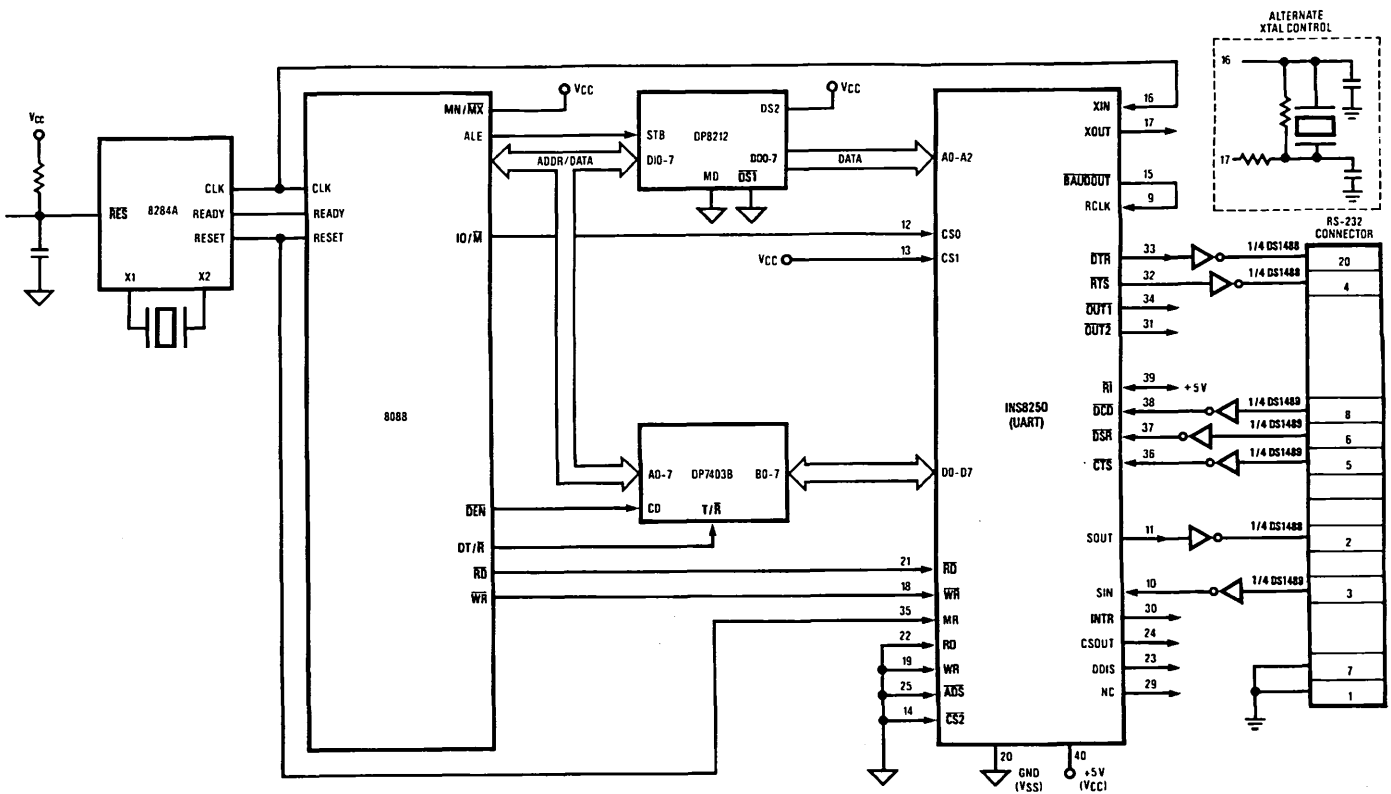 ALTERNATE
XTAL CONTROL
16
17
VCC
RES
8284A
CLK
READY
RESET
X1
X2
CLK
READY
RESET
8088
MN/MX
ALE
IO/M
DEN
DT/R
RD
WR
VCC
ADDR/DATA
STB
DP8212
DS2
DI0-7
DO0-7
MD
DS1
VCC
DATA
A0-7
DP7403B
B0-7
CD
T/R
VCC
A0-A2
12
CS0
13
CS1
D0-D7
21
RD
18
WR
35
MR
22
RD
19
WR
25
ADS
14
CS2
INS8250
(UART)
XIN
16
XOUT
17
BAUDOUT
15
RCLK
9
DTR
33
1/4 DS1488
RTS
32
1/4 DS1488
OUT1
34
OUT2
31
RI
39
+5V
DCD
38
1/4 DS1489
DSR
37
1/4 DS1489
CTS
36
1/4 DS1489
SOUT
11
1/4 DS1488
SIN
10
1/4 DS1489
INTR
30
CSOUT
24
DDIS
23
NC
29
20
GND
(VSS)
40
+5V
(VCC)
RS-232
CONNECTOR
20
4
8
6
5
2
3
7
1